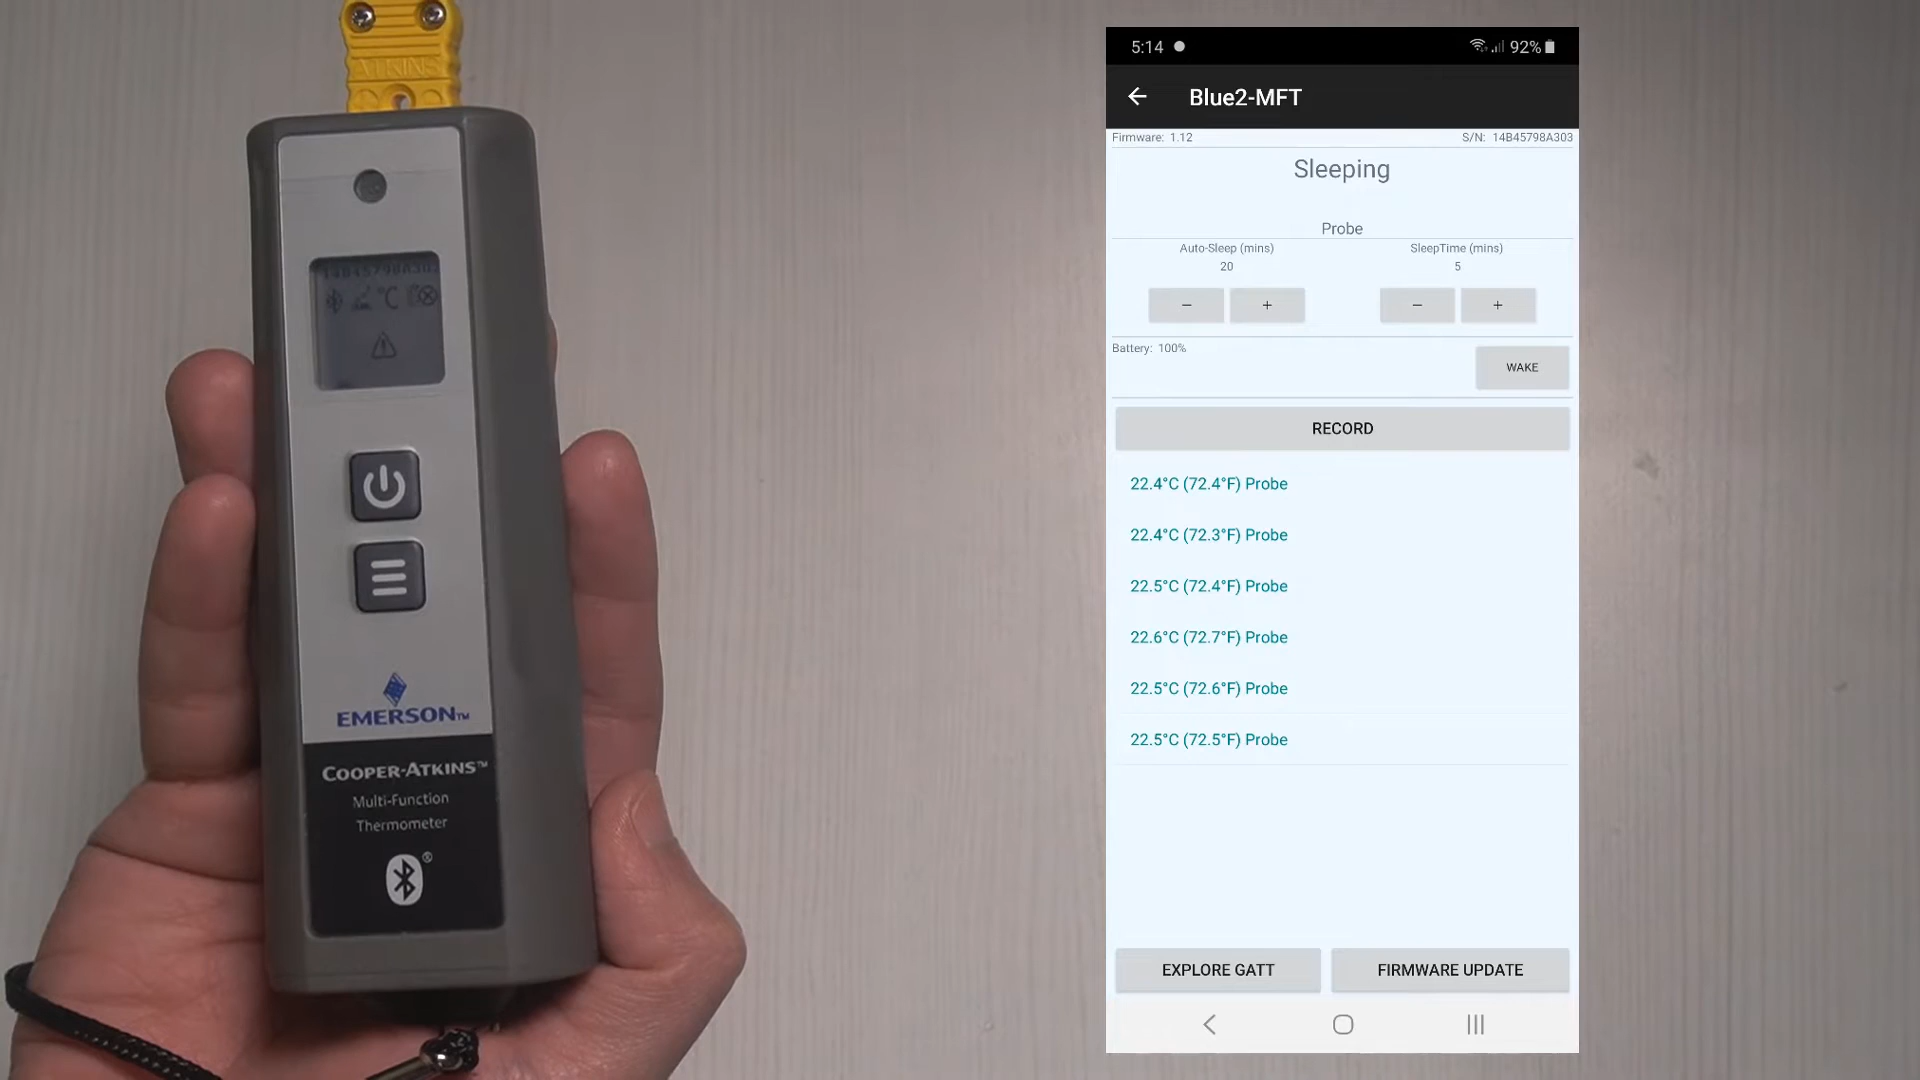 ATKINS
14B45798A303
°C
EMERSON™
COOPER-ATKINS™
Multi-Function
Thermometer
®
5:14
92%
Blue2-MFT
Firmware: 1.12
S/N: 14B45798A303
Sleeping
Probe
Auto-Sleep (mins)
SleepTime (mins)
20
5
− +
− +
Battery: 100%
WAKE
RECORD
22.4°C (72.4°F) Probe
22.4°C (72.3°F) Probe
22.5°C (72.4°F) Probe
22.6°C (72.7°F) Probe
22.5°C (72.6°F) Probe
22.5°C (72.5°F) Probe
EXPLORE GATT
FIRMWARE UPDATE